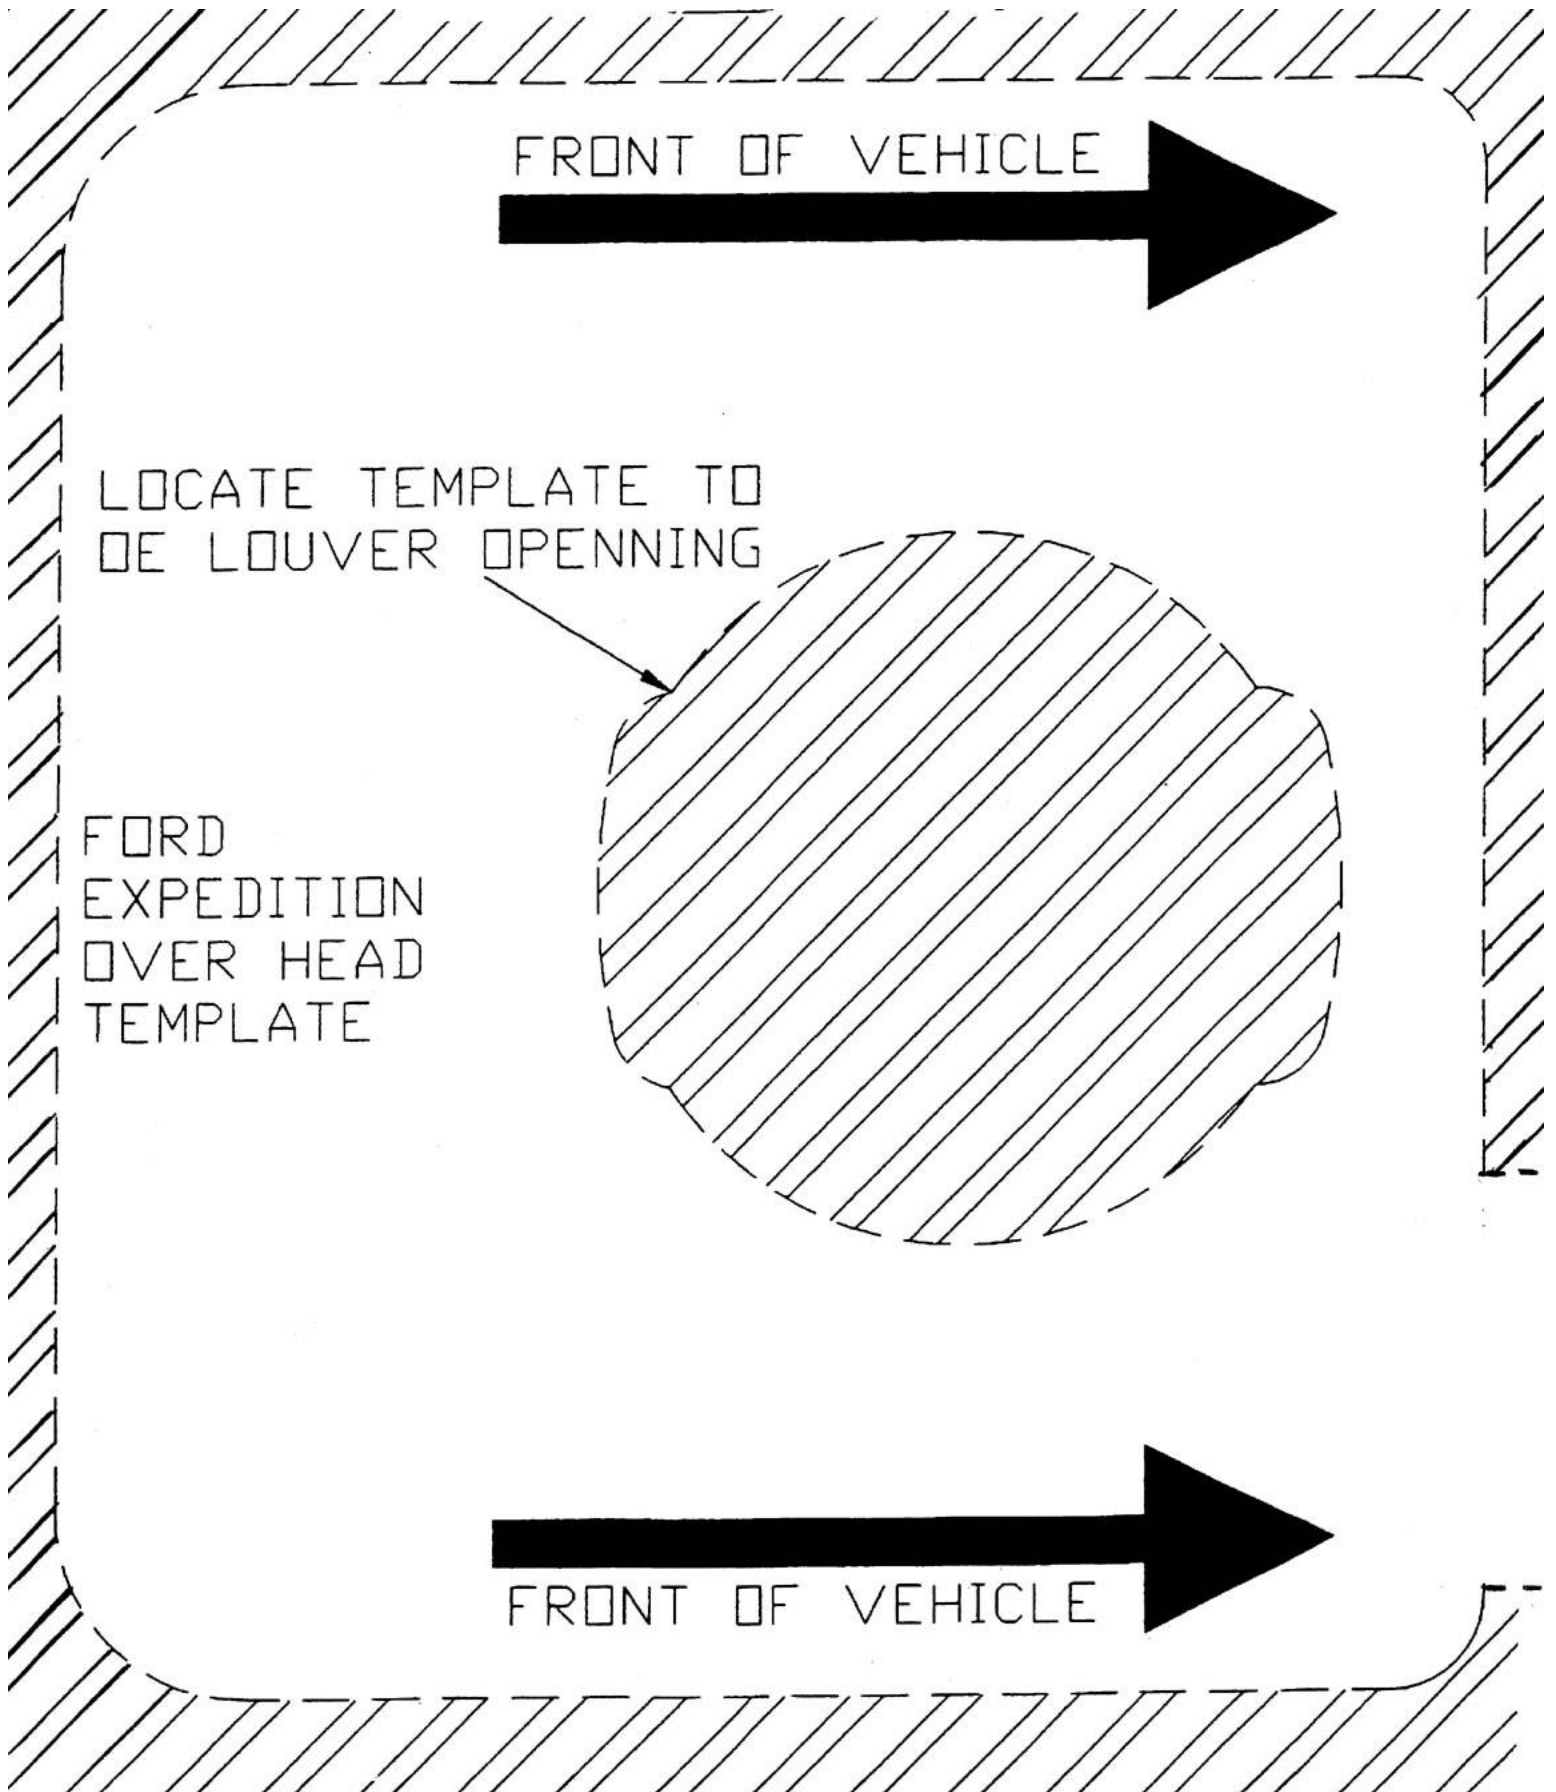 FRONT OF VEHICLE
LOCATE TEMPLATE TO
OE LOUVER OPENNING
FORD
EXPEDITION
OVER HEAD
TEMPLATE
FRONT OF VEHICLE